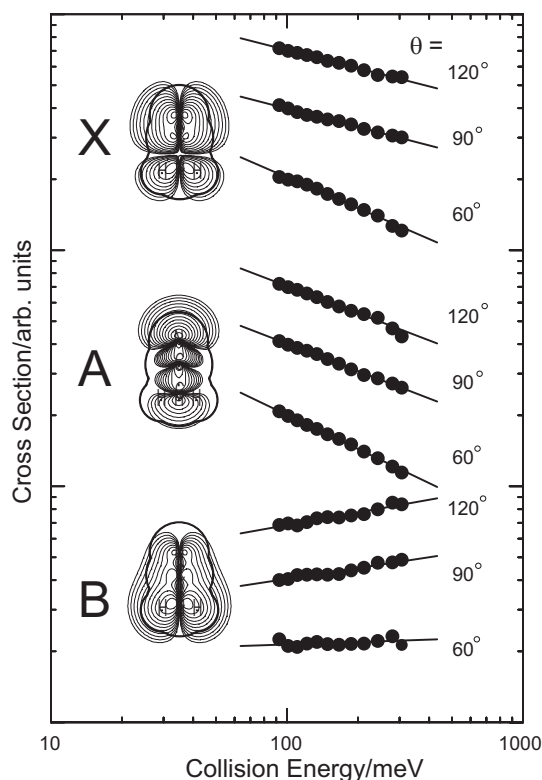 θ =
120°
90°
60°
X
120°
90°
60°
A
120°
90°
60°
B
Cross Section/arb. units
10
100
1000
Collision Energy/meV